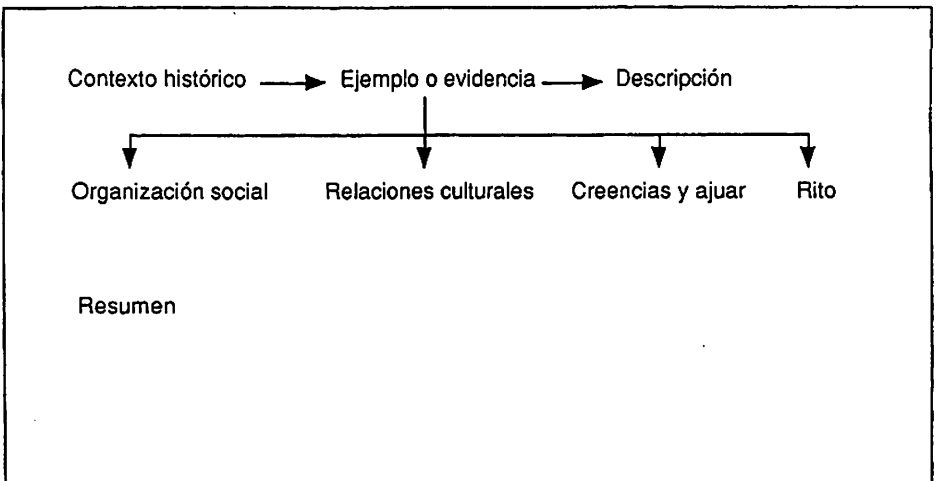 Contexto histórico Ejemplo o evidencia Descripción
Organización social Relaciones culturales Creencias y ajuar Rito
Resumen